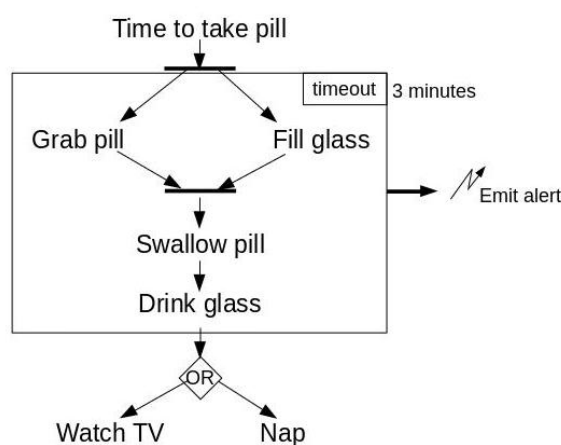 Time to take pill
timeout 3 minutes
Grab pill Fill glass
Emit alert
Swallow pill
Drink glass
OR
Watch TV Nap